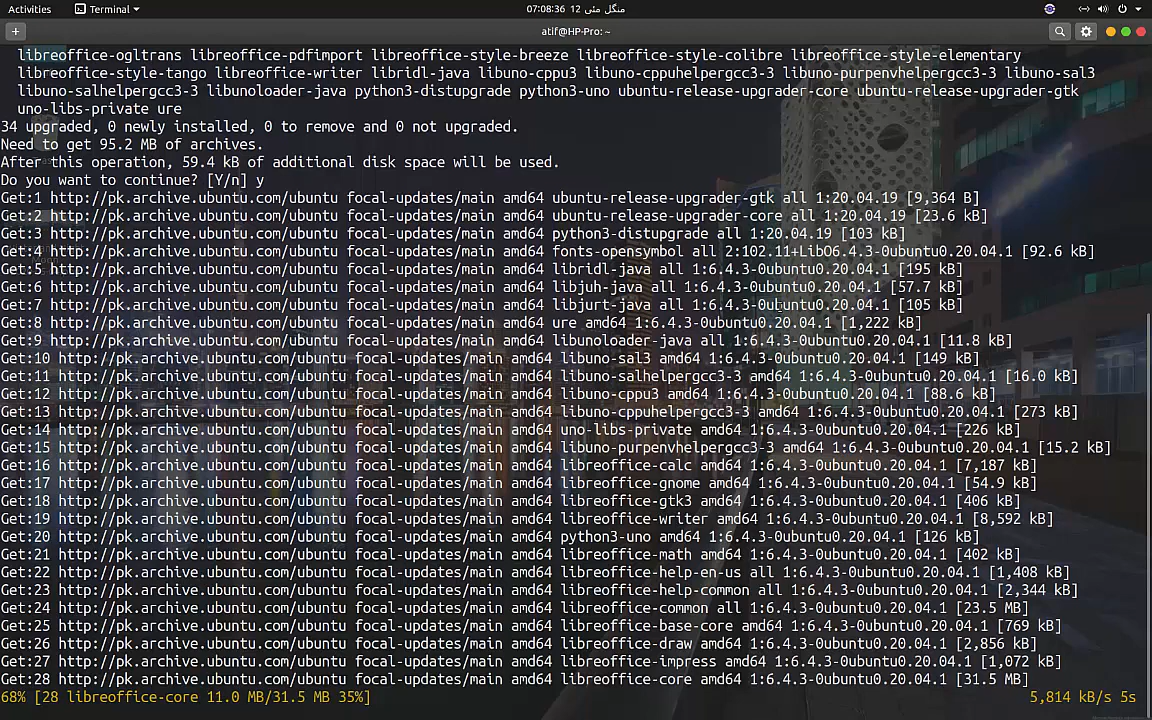 Activities Terminal 07:08:36 منگل مئی 12
atif@HP-Pro: ~
libreoffice-ogltrans libreoffice-pdfimport libreoffice-style-breeze libreoffice-style-colibre libreoffice-style-elementary
libreoffice-style-tango libreoffice-writer libridl-java libuno-cppu3 libuno-cppuhelpergcc3-3 libuno-purpenvhelpergcc3-3 libuno-sal3
libuno-salhelpergcc3-3 libunoloader-java python3-distupgrade python3-uno ubuntu-release-upgrader-core ubuntu-release-upgrader-gtk
uno-libs-private ure
34 upgraded, 0 newly installed, 0 to remove and 0 not upgraded.
Need to get 95.2 MB of archives.
After this operation, 59.4 kB of additional disk space will be used.
Do you want to continue? [Y/n] y
Get:1 http://pk.archive.ubuntu.com/ubuntu focal-updates/main amd64 ubuntu-release-upgrader-gtk all 1:20.04.19 [9,364 B]
Get:2 http://pk.archive.ubuntu.com/ubuntu focal-updates/main amd64 ubuntu-release-upgrader-core all 1:20.04.19 [23.6 kB]
Get:3 http://pk.archive.ubuntu.com/ubuntu focal-updates/main amd64 python3-distupgrade all 1:20.04.19 [103 kB]
Get:4 http://pk.archive.ubuntu.com/ubuntu focal-updates/main amd64 fonts-opensymbol all 2:102.11+LibO6.4.3-0ubuntu0.20.04.1 [92.6 kB]
Get:5 http://pk.archive.ubuntu.com/ubuntu focal-updates/main amd64 libridl-java all 1:6.4.3-0ubuntu0.20.04.1 [195 kB]
Get:6 http://pk.archive.ubuntu.com/ubuntu focal-updates/main amd64 libjuh-java all 1:6.4.3-0ubuntu0.20.04.1 [57.7 kB]
Get:7 http://pk.archive.ubuntu.com/ubuntu focal-updates/main amd64 libjurt-java all 1:6.4.3-0ubuntu0.20.04.1 [105 kB]
Get:8 http://pk.archive.ubuntu.com/ubuntu focal-updates/main amd64 ure amd64 1:6.4.3-0ubuntu0.20.04.1 [1,222 kB]
Get:9 http://pk.archive.ubuntu.com/ubuntu focal-updates/main amd64 libunoloader-java all 1:6.4.3-0ubuntu0.20.04.1 [11.8 kB]
Get:10 http://pk.archive.ubuntu.com/ubuntu focal-updates/main amd64 libuno-sal3 amd64 1:6.4.3-0ubuntu0.20.04.1 [149 kB]
Get:11 http://pk.archive.ubuntu.com/ubuntu focal-updates/main amd64 libuno-salhelpergcc3-3 amd64 1:6.4.3-0ubuntu0.20.04.1 [16.0 kB]
Get:12 http://pk.archive.ubuntu.com/ubuntu focal-updates/main amd64 libuno-cppu3 amd64 1:6.4.3-0ubuntu0.20.04.1 [88.6 kB]
Get:13 http://pk.archive.ubuntu.com/ubuntu focal-updates/main amd64 libuno-cppuhelpergcc3-3 amd64 1:6.4.3-0ubuntu0.20.04.1 [273 kB]
Get:14 http://pk.archive.ubuntu.com/ubuntu focal-updates/main amd64 uno-libs-private amd64 1:6.4.3-0ubuntu0.20.04.1 [226 kB]
Get:15 http://pk.archive.ubuntu.com/ubuntu focal-updates/main amd64 libuno-purpenvhelpergcc3-3 amd64 1:6.4.3-0ubuntu0.20.04.1 [15.2 kB]
Get:16 http://pk.archive.ubuntu.com/ubuntu focal-updates/main amd64 libreoffice-calc amd64 1:6.4.3-0ubuntu0.20.04.1 [7,187 kB]
Get:17 http://pk.archive.ubuntu.com/ubuntu focal-updates/main amd64 libreoffice-gnome amd64 1:6.4.3-0ubuntu0.20.04.1 [54.9 kB]
Get:18 http://pk.archive.ubuntu.com/ubuntu focal-updates/main amd64 libreoffice-gtk3 amd64 1:6.4.3-0ubuntu0.20.04.1 [406 kB]
Get:19 http://pk.archive.ubuntu.com/ubuntu focal-updates/main amd64 libreoffice-writer amd64 1:6.4.3-0ubuntu0.20.04.1 [8,592 kB]
Get:20 http://pk.archive.ubuntu.com/ubuntu focal-updates/main amd64 python3-uno amd64 1:6.4.3-0ubuntu0.20.04.1 [126 kB]
Get:21 http://pk.archive.ubuntu.com/ubuntu focal-updates/main amd64 libreoffice-math amd64 1:6.4.3-0ubuntu0.20.04.1 [402 kB]
Get:22 http://pk.archive.ubuntu.com/ubuntu focal-updates/main amd64 libreoffice-help-en-us all 1:6.4.3-0ubuntu0.20.04.1 [1,408 kB]
Get:23 http://pk.archive.ubuntu.com/ubuntu focal-updates/main amd64 libreoffice-help-common all 1:6.4.3-0ubuntu0.20.04.1 [2,344 kB]
Get:24 http://pk.archive.ubuntu.com/ubuntu focal-updates/main amd64 libreoffice-common all 1:6.4.3-0ubuntu0.20.04.1 [23.5 MB]
Get:25 http://pk.archive.ubuntu.com/ubuntu focal-updates/main amd64 libreoffice-base-core amd64 1:6.4.3-0ubuntu0.20.04.1 [769 kB]
Get:26 http://pk.archive.ubuntu.com/ubuntu focal-updates/main amd64 libreoffice-draw amd64 1:6.4.3-0ubuntu0.20.04.1 [2,856 kB]
Get:27 http://pk.archive.ubuntu.com/ubuntu focal-updates/main amd64 libreoffice-impress amd64 1:6.4.3-0ubuntu0.20.04.1 [1,072 kB]
Get:28 http://pk.archive.ubuntu.com/ubuntu focal-updates/main amd64 libreoffice-core amd64 1:6.4.3-0ubuntu0.20.04.1 [31.5 MB]
68% [28 libreoffice-core 11.0 MB/31.5 MB 35%] 5,814 kB/s 5s